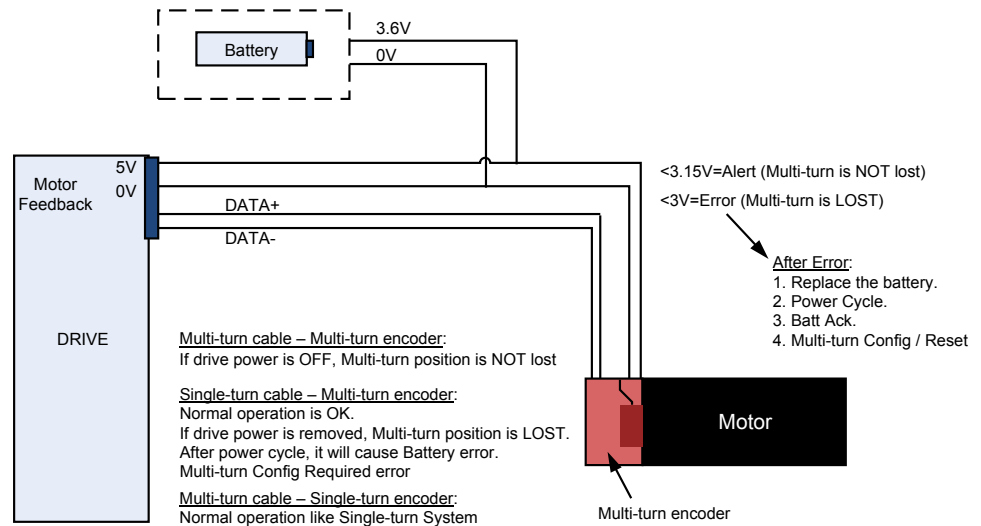 3.6V
Battery
0V
5V
Motor
Feedback
0V
DATA+
DATA-
DRIVE
<3.15V=Alert (Multi-turn is NOT lost)
<3V=Error (Multi-turn is LOST)
After Error:
1. Replace the battery.
2. Power Cycle.
3. Batt Ack.
4. Multi-turn Config / Reset
Multi-turn cable – Multi-turn encoder:
If drive power is OFF, Multi-turn position is NOT lost
Single-turn cable – Multi-turn encoder:
Normal operation is OK.
If drive power is removed, Multi-turn position is LOST.
After power cycle, it will cause Battery error.
Multi-turn Config Required error
Multi-turn cable – Single-turn encoder:
Normal operation like Single-turn System
Motor
Multi-turn encoder